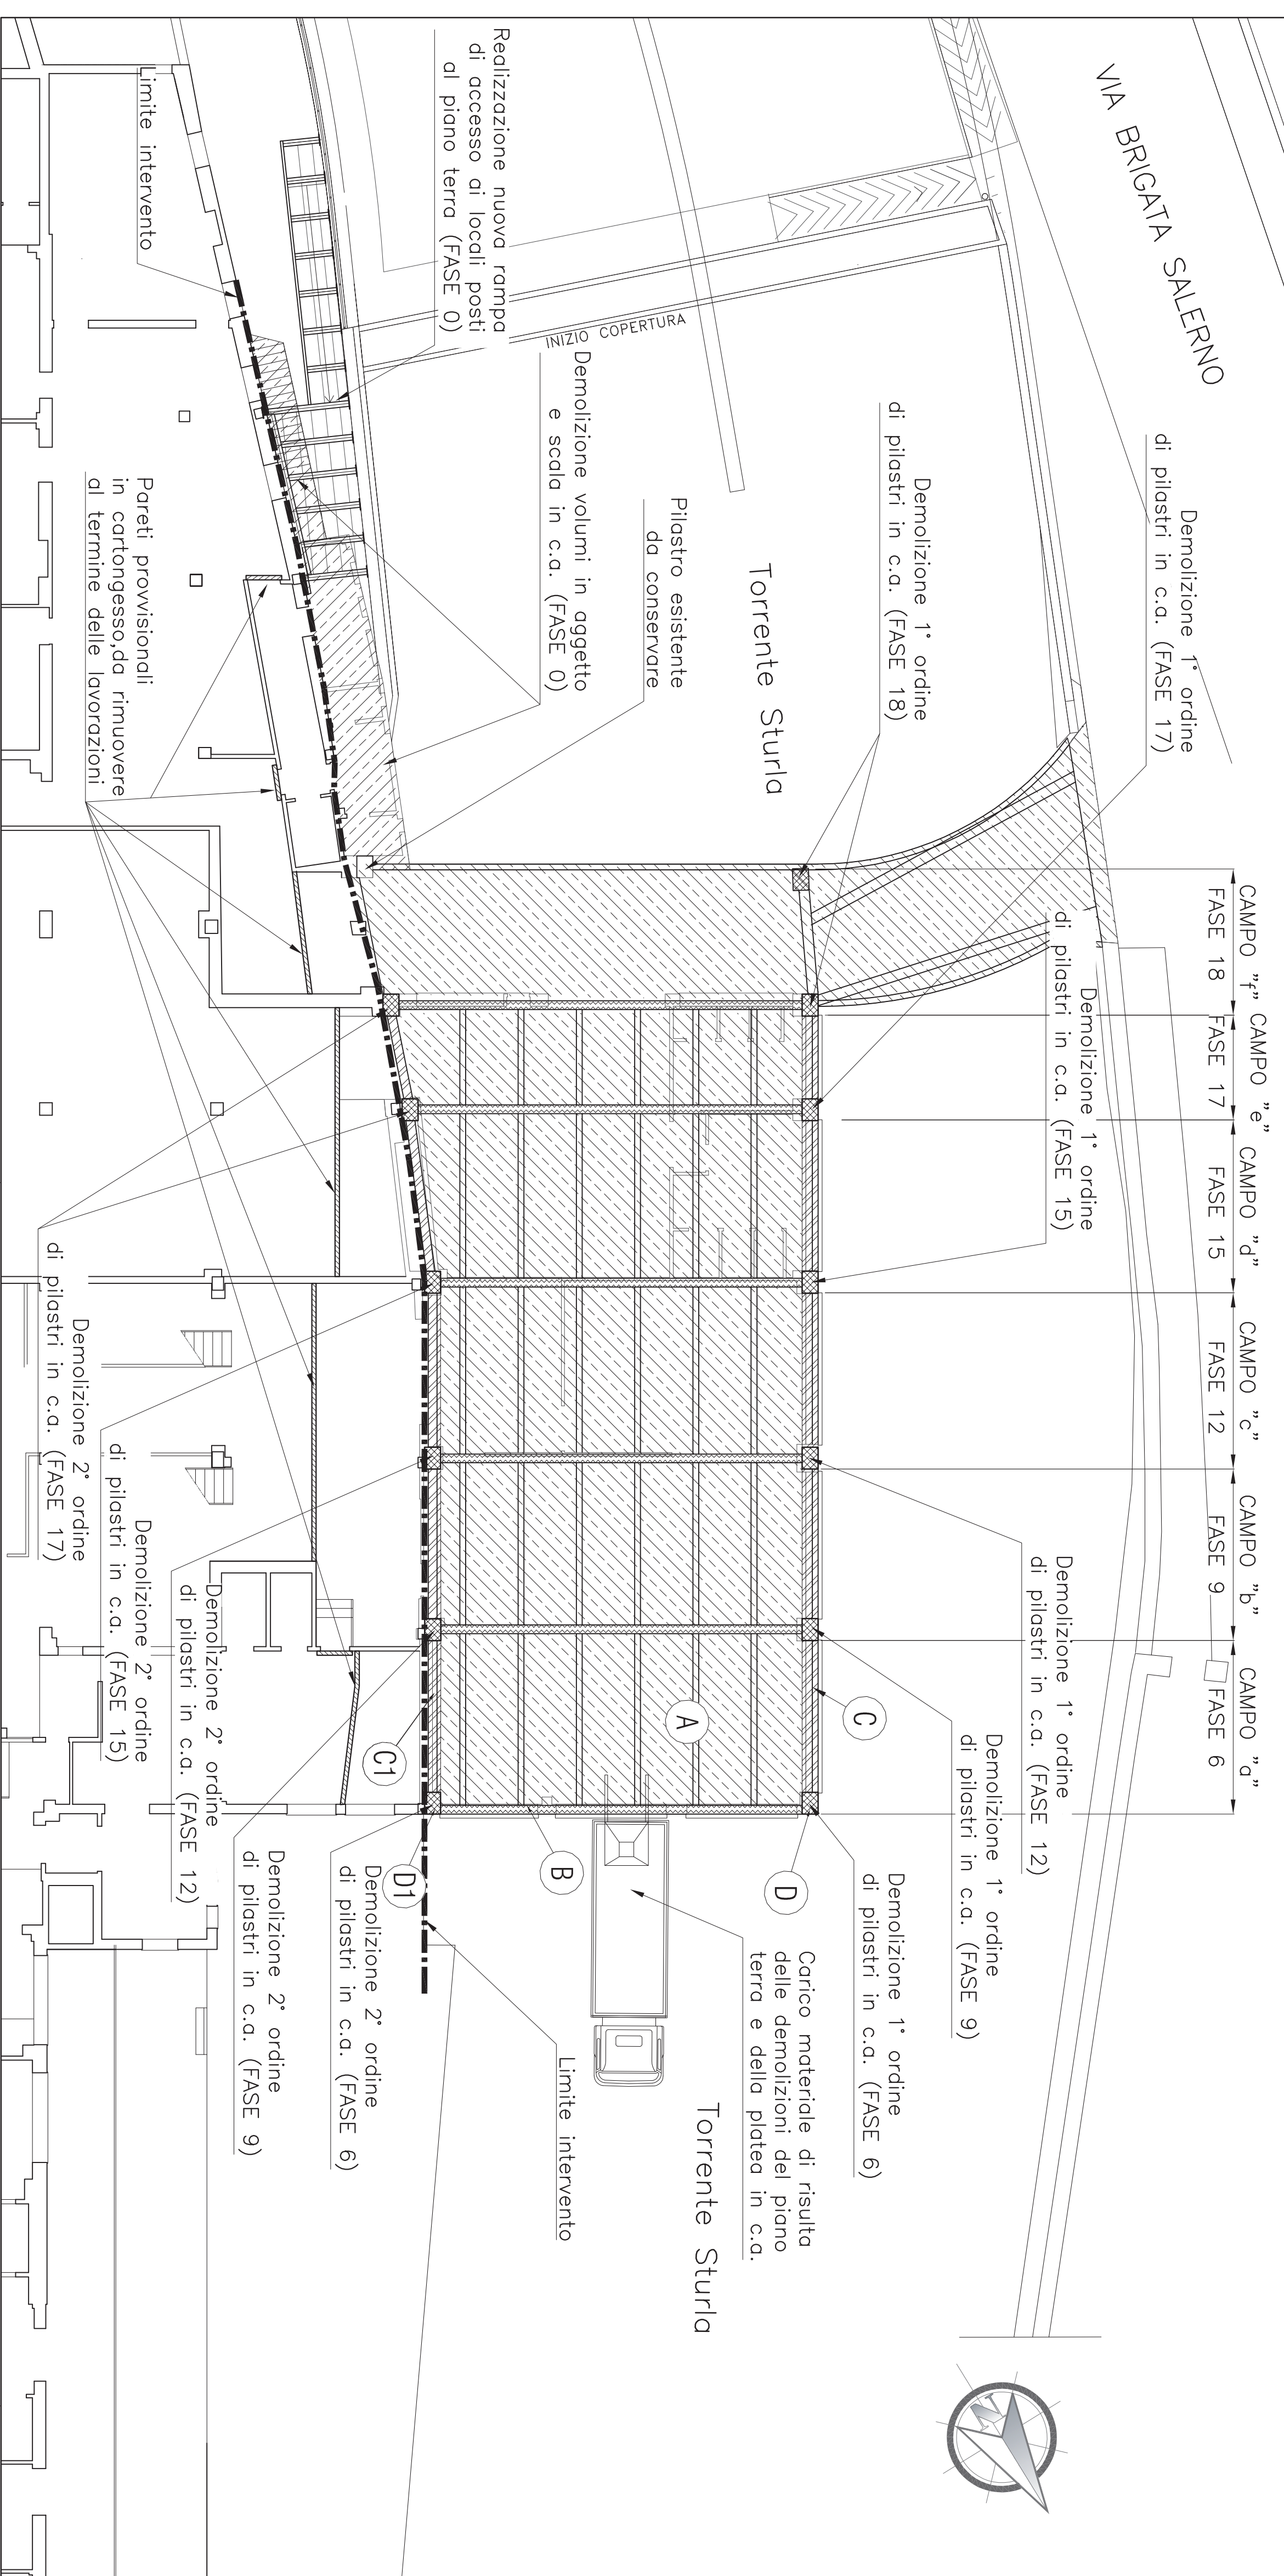 VIA BRIGATA SALERNO
CAMPO "f"
FASE 18
CAMPO "e"
FASE 17
CAMPO "d"
FASE 15
CAMPO "c"
FASE 12
CAMPO "b"
FASE 9
CAMPO "a"
FASE 6
Demolizione 1° ordine
di pilastri in c.a. (FASE 17)
Demolizione 1° ordine
di pilastri in c.a. (FASE 15)
Demolizione 1° ordine
di pilastri in c.a. (FASE 12)
Demolizione 1° ordine
di pilastri in c.a. (FASE 9)
Demolizione 1° ordine
di pilastri in c.a. (FASE 6)
Demolizione 1° ordine
di pilastri in c.a. (FASE 18)
Torrente Sturla
Pilastro esistente
da conservare
INIZIO COPERTURA
Demolizione volumi in aggetto
e scala in c.a. (FASE 0)
Realizzazione nuova rampa
di accesso ai locali posti
al piano terra (FASE 0)
Limite intervento
Pareti provvisionali
in cartongesso,da rimuovere
al termine delle lavorazioni
Carico materiale di risulta
delle demolizioni del piano
terra e della platea in c.a.
Torrente Sturla
Limite intervento
A
B
C
C1
D
D1
Demolizione 2° ordine
di pilastri in c.a. (FASE 6)
Demolizione 2° ordine
di pilastri in c.a. (FASE 9)
Demolizione 2° ordine
di pilastri in c.a. (FASE 12)
Demolizione 2° ordine
di pilastri in c.a. (FASE 15)
Demolizione 2° ordine
di pilastri in c.a. (FASE 17)
N